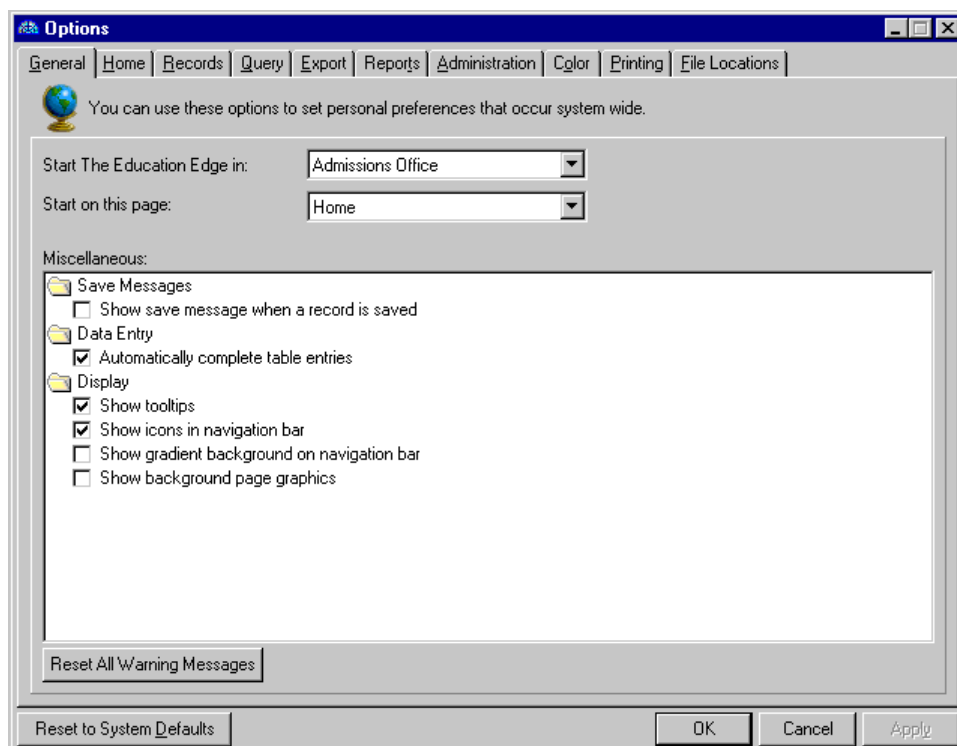 Options
General Home Records Query Export Reports Administration Color Printing File Locations
You can use these options to set personal preferences that occur system wide.
Start The Education Edge in: Admissions Office
Start on this page: Home
Miscellaneous:
Save Messages
Show save message when a record is saved
Data Entry
Automatically complete table entries
Display
Show tooltips
Show icons in navigation bar
Show gradient background on navigation bar
Show background page graphics
Reset All Warning Messages
Reset to System Defaults OK Cancel Apply